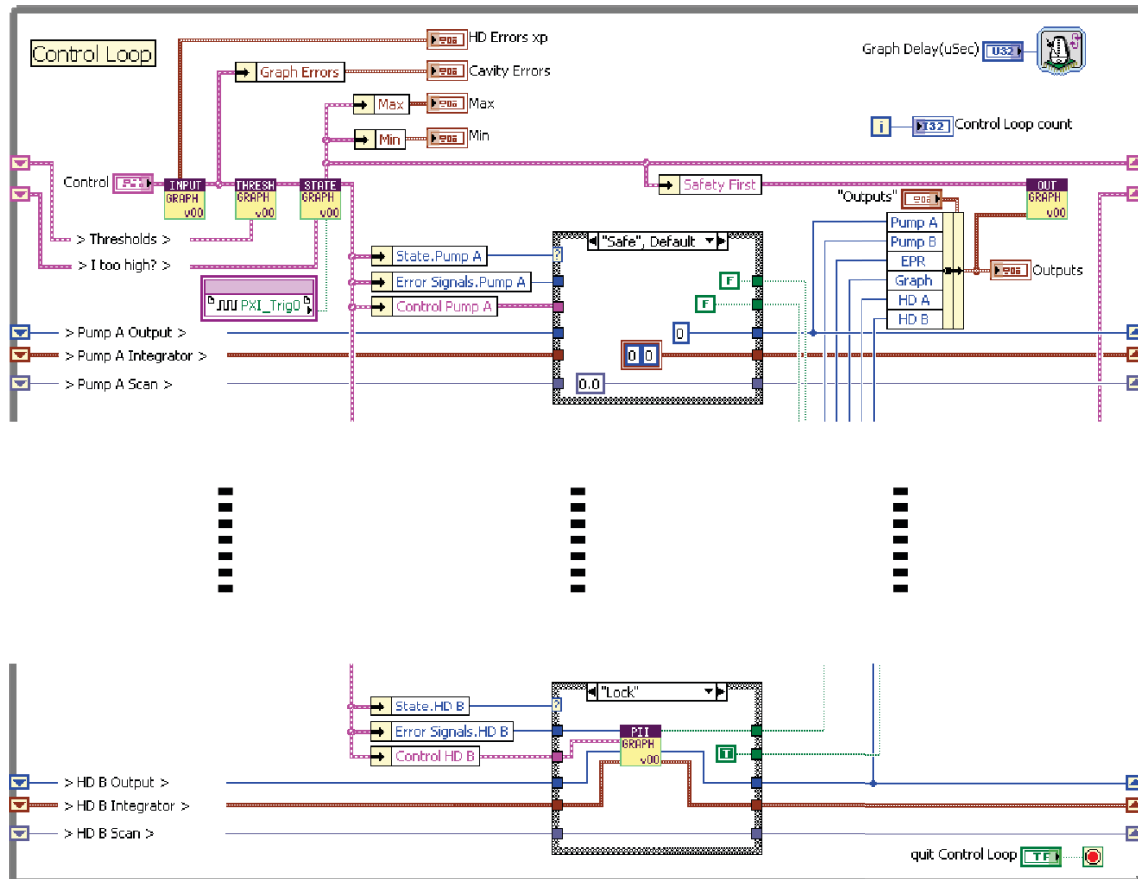 Control Loop
HD Errors xp
Graph Errors
Cavity Errors
Max
Max
Min
Min
Graph Delay(uSec)
U32
i
I32
Control Loop count
Control
INPUT
GRAPH
v00
THRESH
GRAPH
v00
STATE
GRAPH
v00
Safety First
OUT
GRAPH
v00
> Thresholds >
> I too high? >
PXI_Trig0
State.Pump A
Error Signals.Pump A
Control Pump A
"Safe", Default
?
F
F
0
0 0
0.0
"Outputs"
Pump A
Pump B
EPR
Graph
HD A
HD B
Outputs
> Pump A Output >
> Pump A Integrator >
> Pump A Scan >
State.HD B
Error Signals.HD B
Control HD B
"Lock"
?
PII
GRAPH
v00
T
> HD B Output >
> HD B Integrator >
> HD B Scan >
quit Control Loop
TF